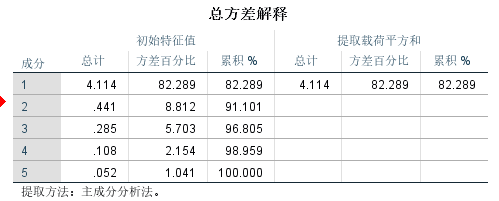 总方差解释
初始特征值 提取载荷平方和
成分 总计 方差百分比 累积 % 总计 方差百分比 累积 %
1 4.114 82.289 82.289 4.114 82.289 82.289
2 .441 8.812 91.101
3 .285 5.703 96.805
4 .108 2.154 98.959
5 .052 1.041 100.000
提取方法：主成分分析法。